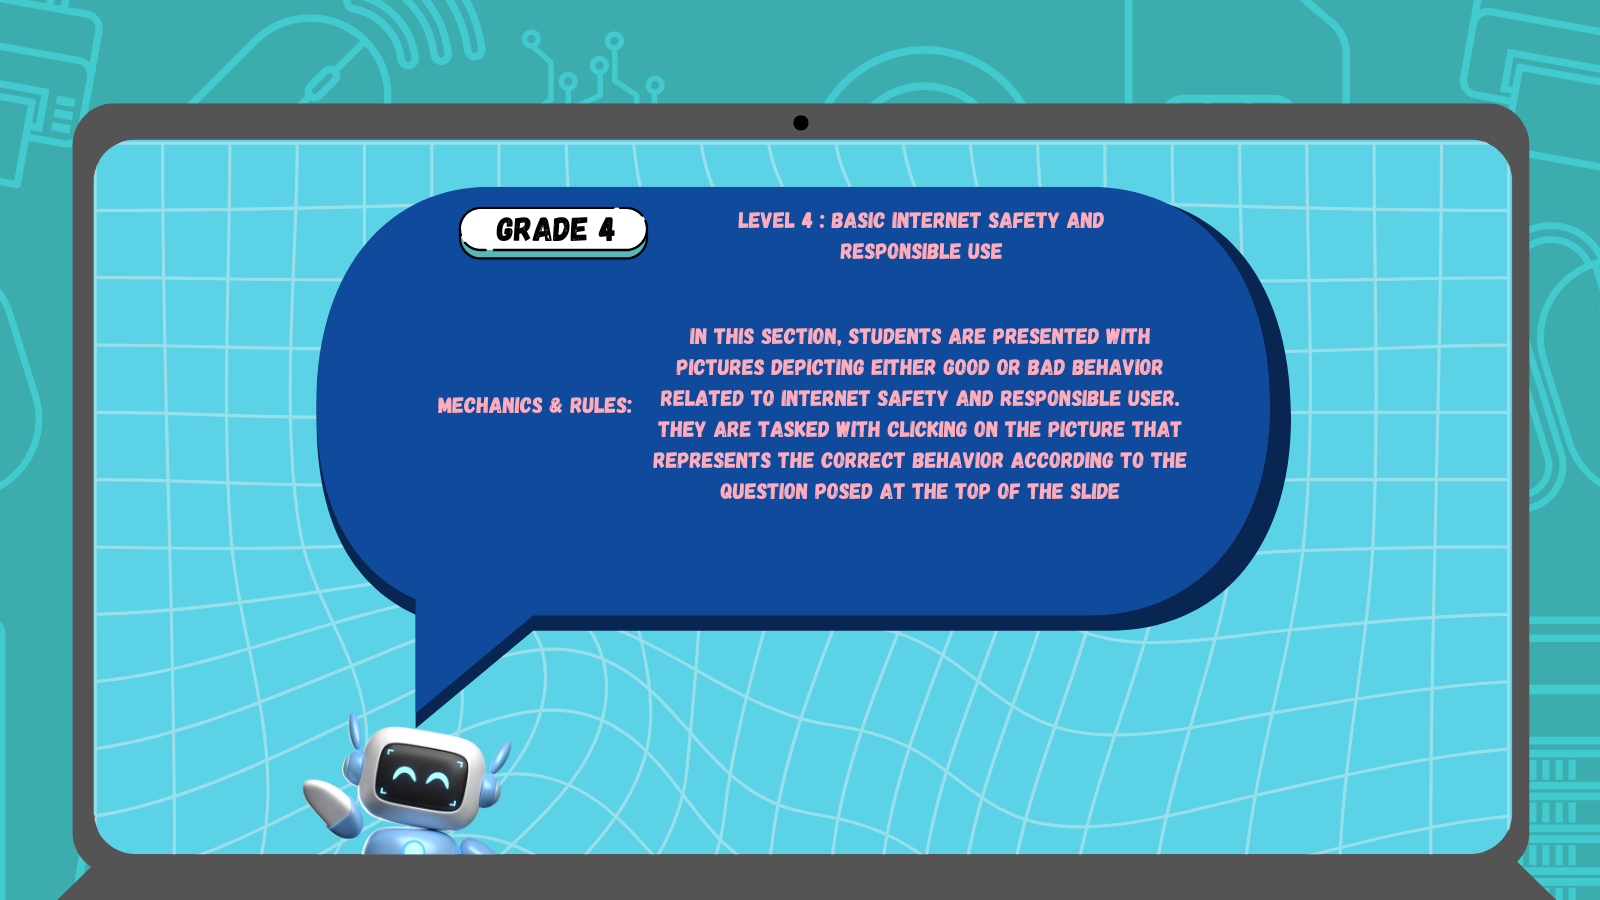 GRADE 4
LEVEL 4 : BASIC INTERNET SAFETY AND
RESPONSIBLE USE
MECHANICS & RULES:
IN THIS SECTION, STUDENTS ARE PRESENTED WITH
PICTURES DEPICTING EITHER GOOD OR BAD BEHAVIOR
RELATED TO INTERNET SAFETY AND RESPONSIBLE USER.
THEY ARE TASKED WITH CLICKING ON THE PICTURE THAT
REPRESENTS THE CORRECT BEHAVIOR ACCORDING TO THE
QUESTION POSED AT THE TOP OF THE SLIDE